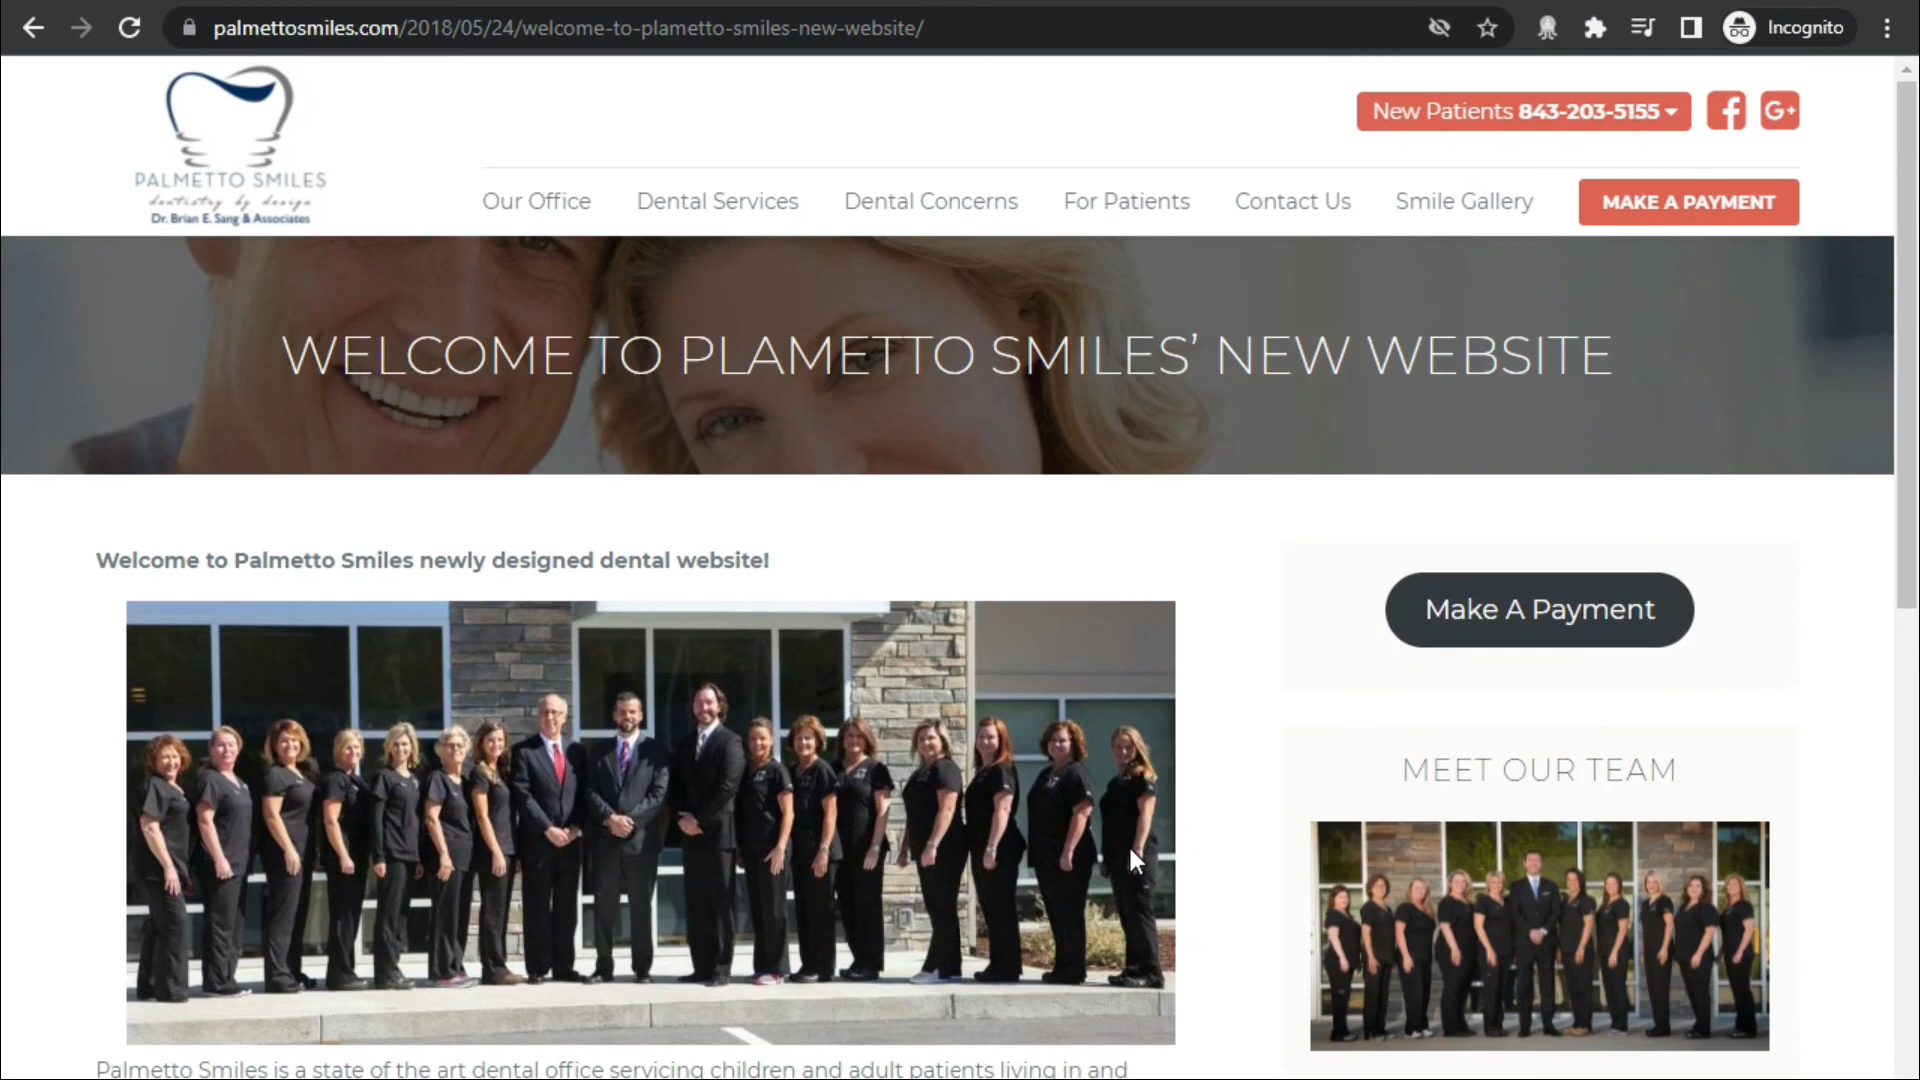 palmettosmiles.com/2018/05/24/welcome-to-plametto-smiles-new-website/
Incognito
PALMETTO SMILES
dentistry by design
Dr. Brian E. Sang & Associates
New Patients 843-203-5155
G+
Our Office
Dental Services
Dental Concerns
For Patients
Contact Us
Smile Gallery
MAKE A PAYMENT
WELCOME TO PLAMETTO SMILES’ NEW WEBSITE
Welcome to Palmetto Smiles newly designed dental website!
Make A Payment
MEET OUR TEAM
Palmetto Smiles is a state of the art dental office servicing children and adult patients living in and